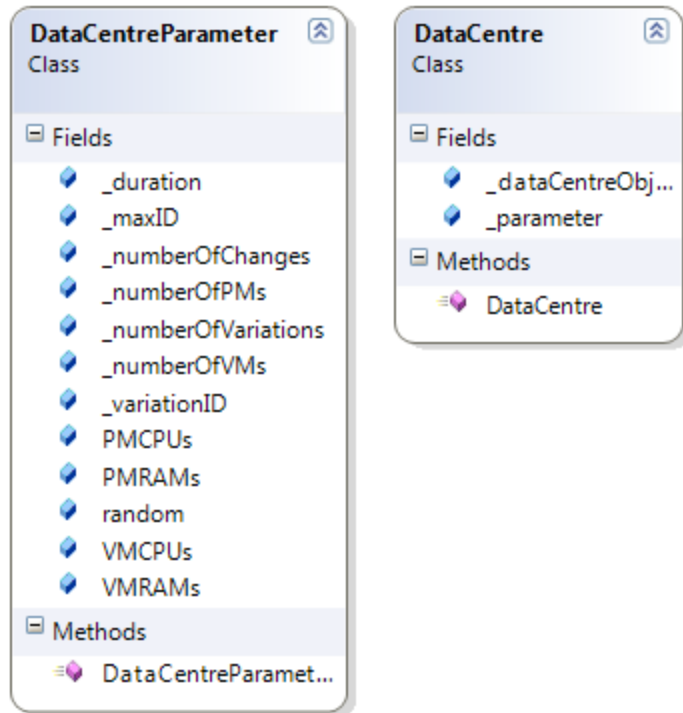 DataCentreParameter
Class
Fields
_duration
_maxID
_numberOfChanges
_numberOfPMs
_numberOfVariations
_numberOfVMs
_variationID
PMCPUs
PMRAMs
random
VMCPUs
VMRAMs
Methods
DataCentreParamet...
DataCentre
Class
Fields
_dataCentreObj...
_parameter
Methods
DataCentre